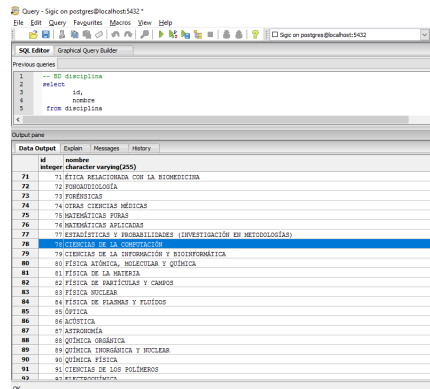 Query - Sigic on postgres@localhost:5432 *
File Edit Query Favourites Macros View Help
Sigic on postgres@localhost:5432
SQL Editor Graphical Query Builder
Previous queries
1 -- BD disciplina
2 select
3 id,
4 nombre
5 from disciplina
Output pane
Data Output Explain Messages History
id nombre
integer character varying(255)
71 71 ÉTICA RELACIONADA CON LA BIOMEDICINA
72 72 FONOAUDIOLOGÍA
73 73 FORÉNSICAS
74 74 OTRAS CIENCIAS MÉDICAS
75 75 MATEMÁTICAS PURAS
76 76 MATEMÁTICAS APLICADAS
77 77 ESTADÍSTICAS Y PROBABILIDADES (INVESTIGACIÓN EN METODOLOGÍAS)
78 78 CIENCIAS DE LA COMPUTACIÓN
79 79 CIENCIAS DE LA INFORMACIÓN Y BIOINFORMÁTICA
80 80 FÍSICA ATÓMICA, MOLECULAR Y QUÍMICA
81 81 FÍSICA DE LA MATERIA
82 82 FÍSICA DE PARTÍCULAS Y CAMPOS
83 83 FÍSICA NUCLEAR
84 84 FÍSICA DE PLASMAS Y FLUÍDOS
85 85 ÓPTICA
86 86 ACÚSTICA
87 87 ASTRONOMÍA
88 88 QUÍMICA ORGÁNICA
89 89 QUÍMICA INORGÁNICA Y NUCLEAR
90 90 QUÍMICA FÍSICA
91 91 CIENCIAS DE LOS POLÍMEROS
92 92 ELECTROQUÍMICA
OK